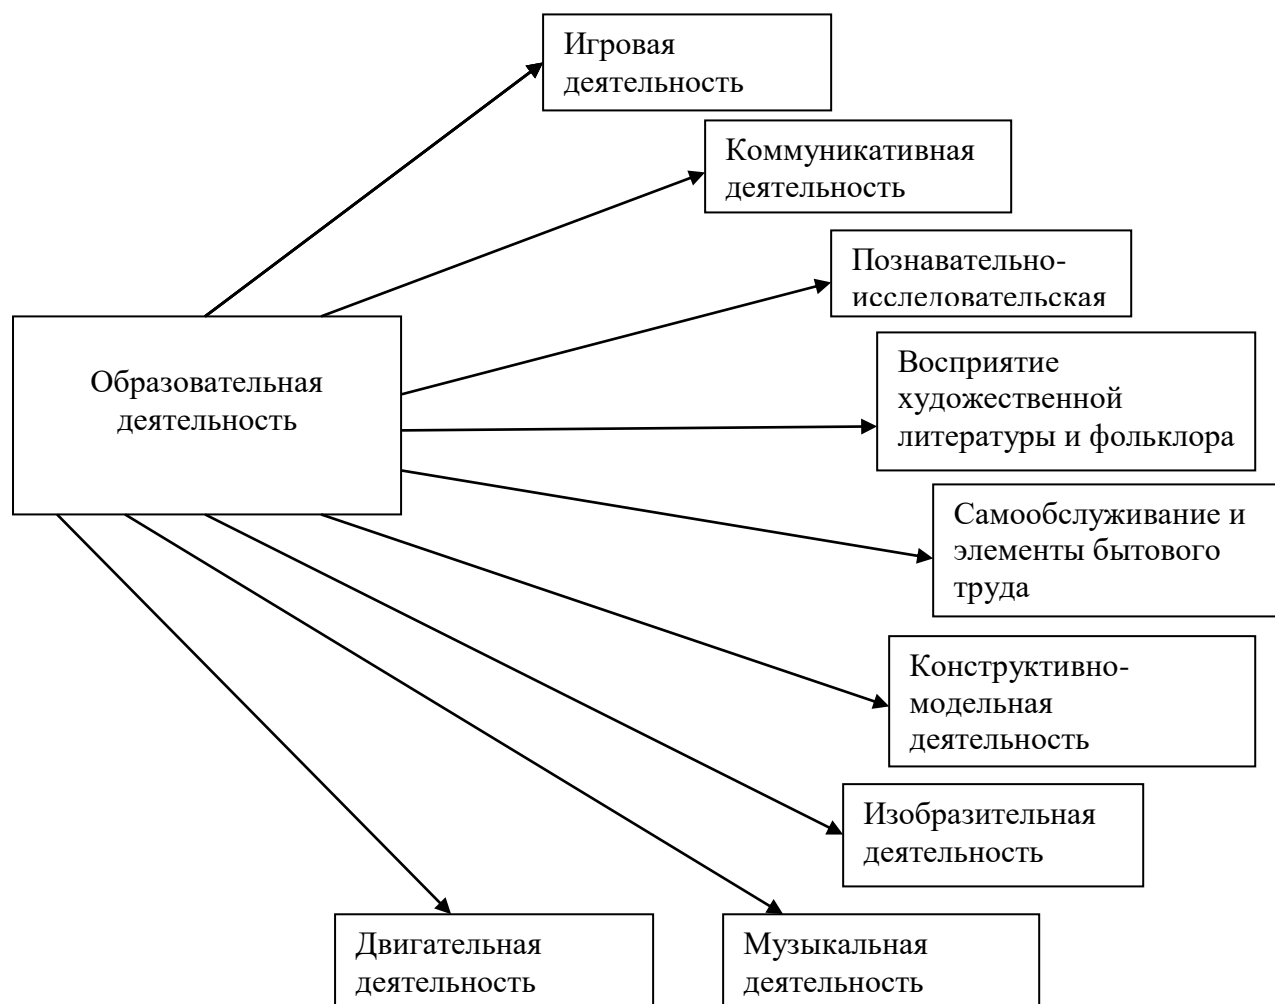 Игровая
деятельность
Коммуникативная
деятельность
Познавательно-
исследовательская
Образовательная
деятельность
Восприятие
художественной
литературы и фольклора
Самообслуживание и
элементы бытового
труда
Конструктивно-
модельная
деятельность
Изобразительная
деятельность
Двигательная
деятельность
Музыкальная
деятельность